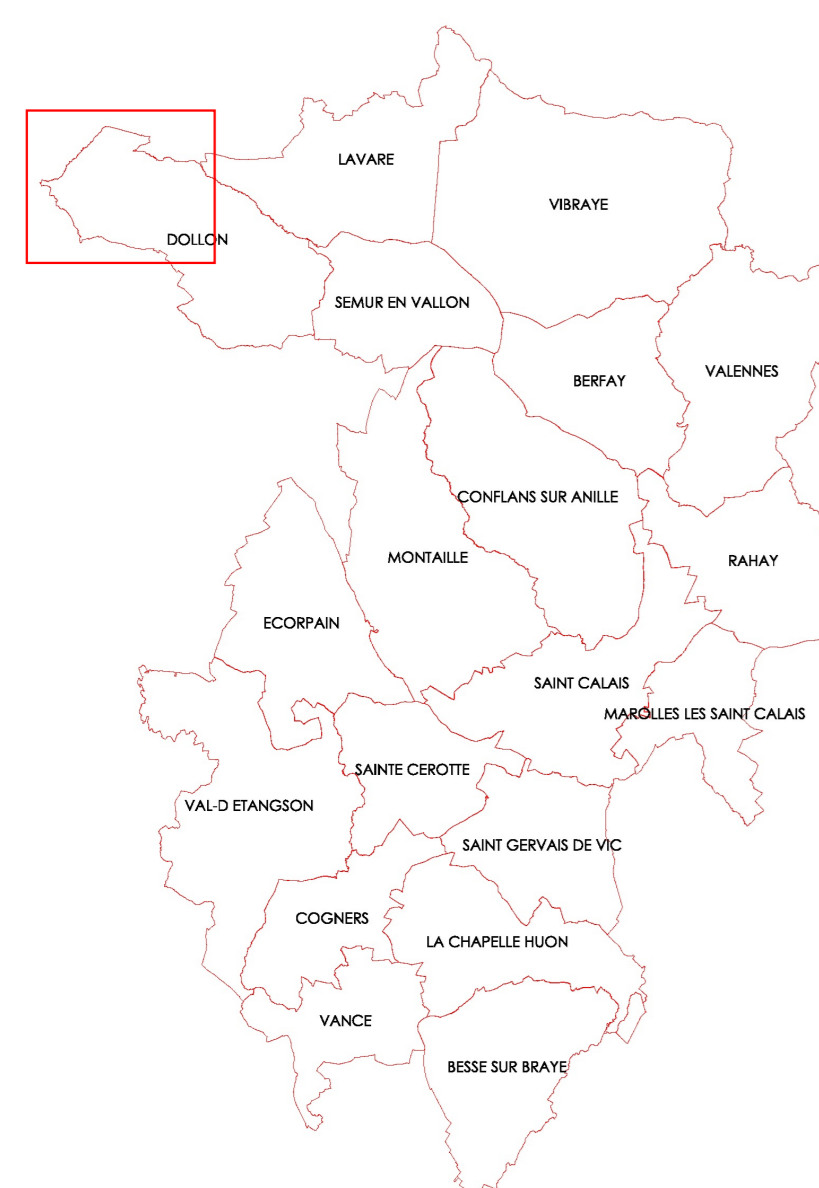 LAVARE
VIBRAYE
DOLLON
SEMUR EN VALLON
VALENNES
BERFAY
CONFLANS SUR ANILLE
MONTAILLE
RAHAY
ECORPAIN
SAINT CALAIS
MAROLLES LES SAINT CALAIS
SAINTE CEROTTE
VAL-D ETANGSON
SAINT GERVAIS DE VIC
COGNERS
LA CHAPELLE HUON
VANCE
BESSE SUR BRAYE